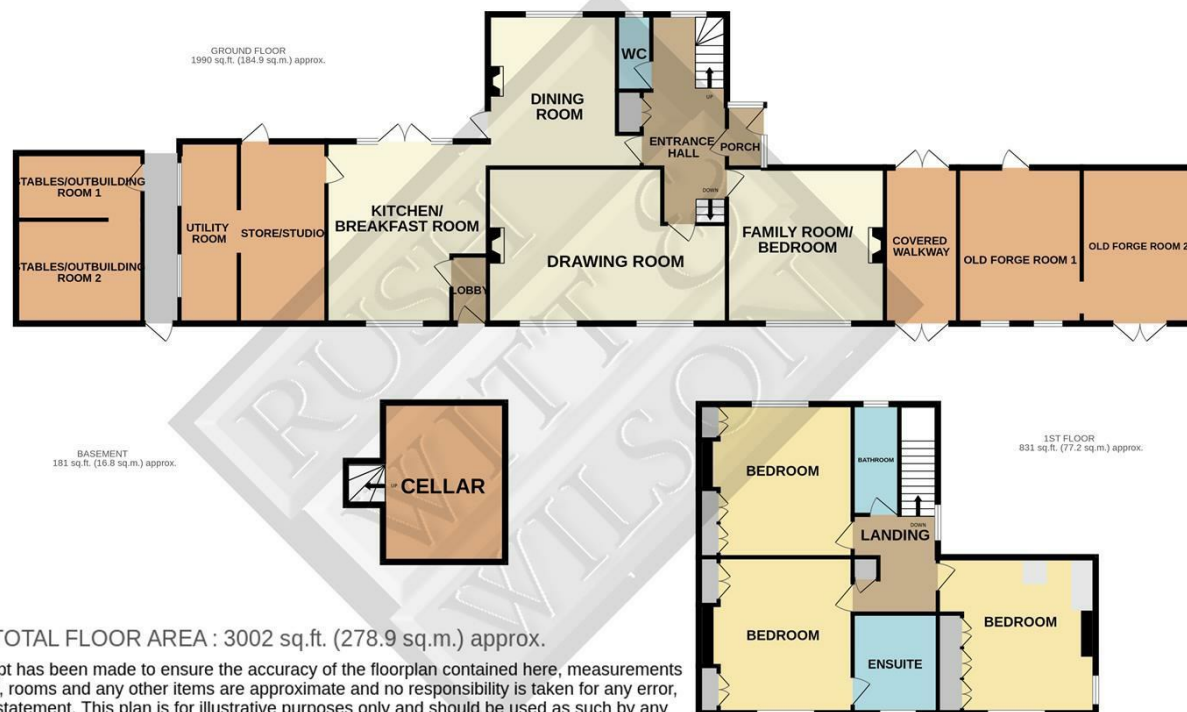 GROUND FLOOR
1990 sq.ft. (184.9 sq.m.) approx.
WC
DINING
ROOM
UP
ENTRANCE
HALL
PORCH
STABLES/OUTBUILDING
ROOM 1
STABLES/OUTBUILDING
ROOM 2
UTILITY
ROOM
STORE/STUDIO
KITCHEN/
BREAKFAST ROOM
LOBBY
DRAWING ROOM
DOWN
FAMILY ROOM/
BEDROOM
COVERED
WALKWAY
OLD FORGE ROOM 1
OLD FORGE ROOM 2
RUSH
WITT &
WILSON
BASEMENT
181 sq.ft. (16.8 sq.m.) approx.
UP
CELLAR
1ST FLOOR
831 sq.ft. (77.2 sq.m.) approx.
BEDROOM
BATHROOM
DOWN
LANDING
BEDROOM
ENSUITE
BEDROOM
TOTAL FLOOR AREA : 3002 sq.ft. (278.9 sq.m.) approx.
pt has been made to ensure the accuracy of the floorplan contained here, measurements
, rooms and any other items are approximate and no responsibility is taken for any error,
statement. This plan is for illustrative purposes only and should be used as such by any